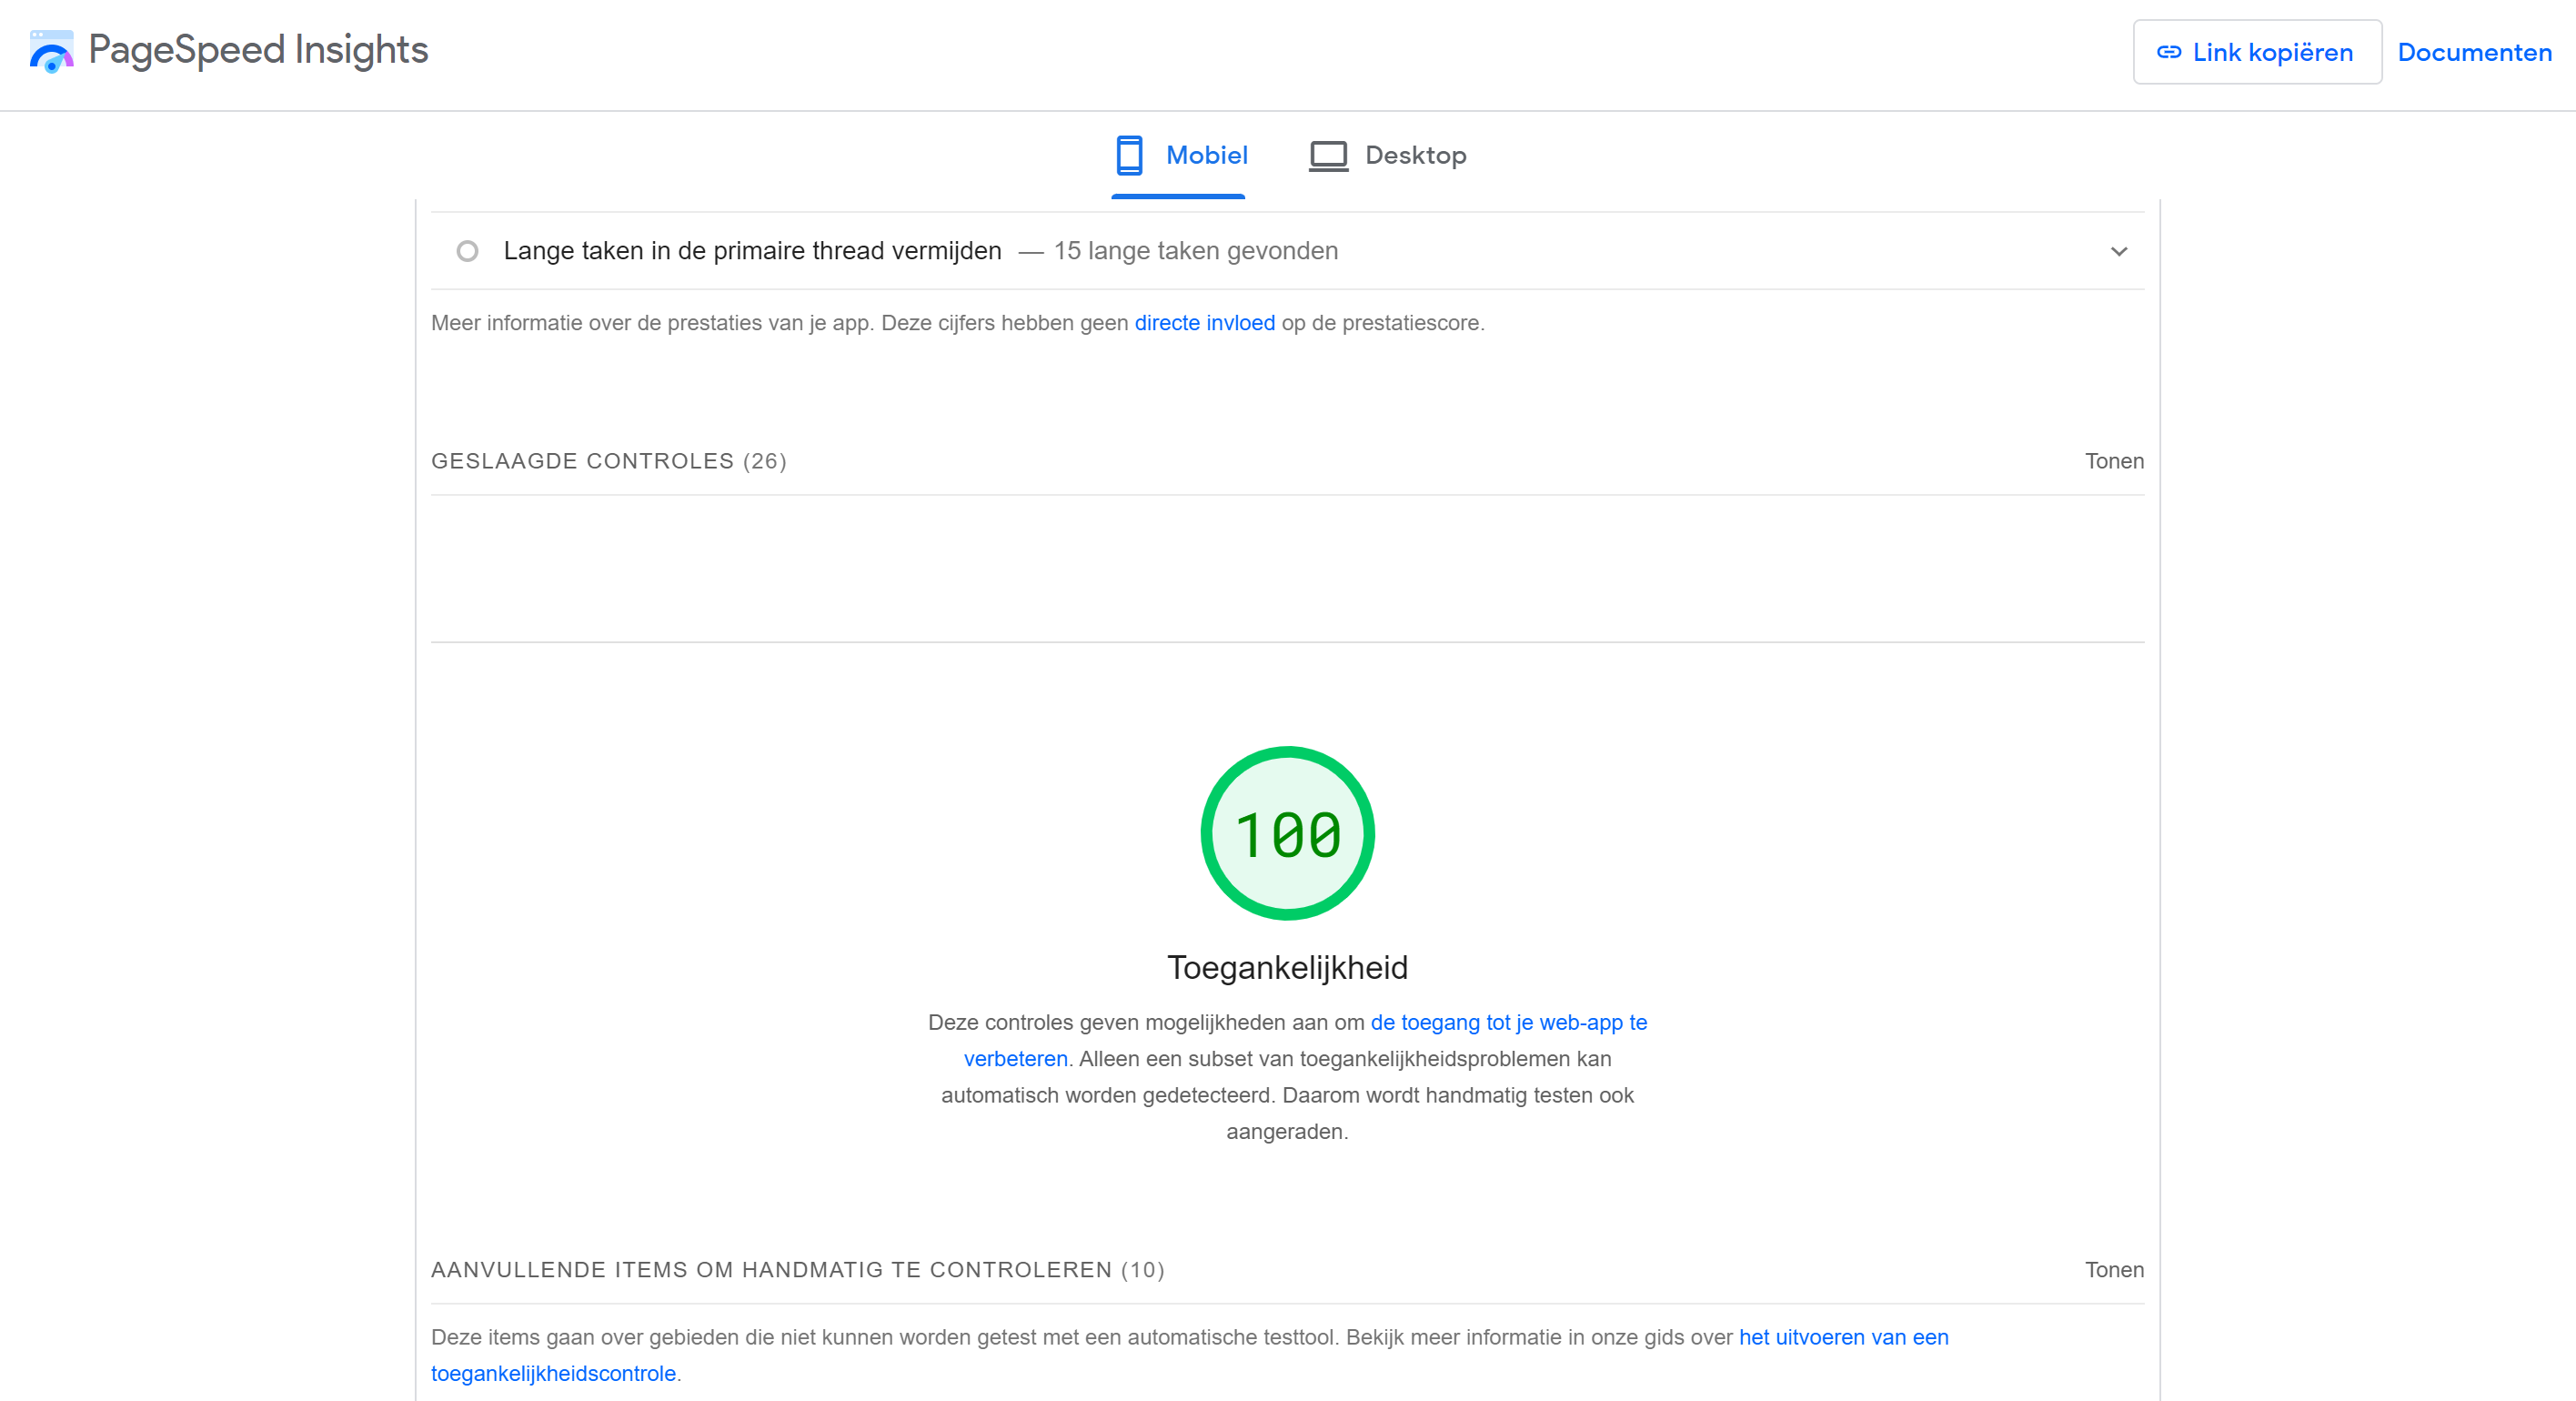 PageSpeed Insights
Link kopiëren
Documenten
Mobiel
Desktop
Lange taken in de primaire thread vermijden — 15 lange taken gevonden
Meer informatie over de prestaties van je app. Deze cijfers hebben geen directe invloed op de prestatiescore.
GESLAAGDE CONTROLES (26)
Tonen
100
Toegankelijkheid
Deze controles geven mogelijkheden aan om de toegang tot je web-app te
verbeteren. Alleen een subset van toegankelijkheidsproblemen kan
automatisch worden gedetecteerd. Daarom wordt handmatig testen ook
aangeraden.
AANVULLENDE ITEMS OM HANDMATIG TE CONTROLEREN (10)
Tonen
Deze items gaan over gebieden die niet kunnen worden getest met een automatische testtool. Bekijk meer informatie in onze gids over het uitvoeren van een
toegankelijkheidscontrole.